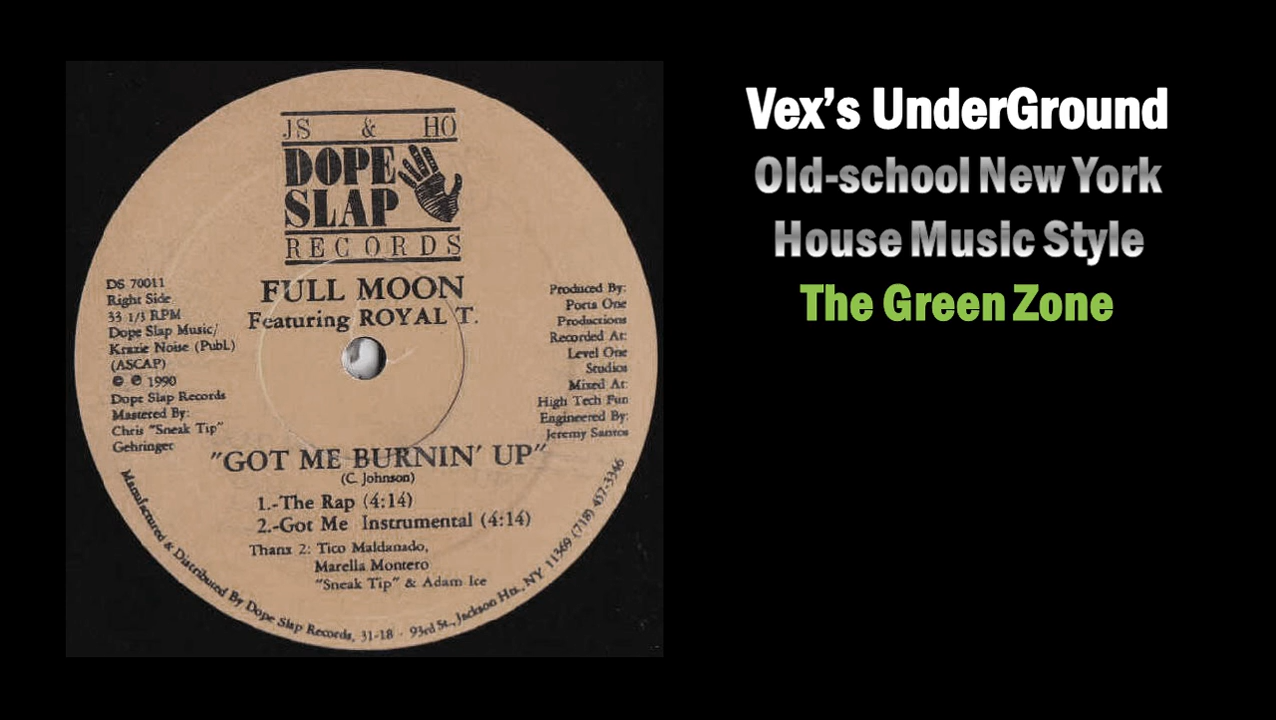 JS & HO
DOPE
SLAP
RECORDS
FULL MOON
Featuring ROYAL T.
DS 70011
Right Side
33 1/3 RPM
Dope Slap Music/
Krazie Noise (Publ.)
(ASCAP)
© ℗ 1990
Dope Slap Records
Mastered By:
Chris "Sneak Tip"
Gehringer
Produced By:
Ports One
Productions
Recorded At:
Level One
Studios
Mixed At:
High Tech Fun
Engineered By:
Jeremy Santos
"GOT ME BURNIN' UP"
(C. Johnson)
1.-The Rap (4:14)
2.-Got Me Instrumental (4:14)
Thanx 2: Tico Maldanado,
Marella Montero
"Sneak Tip" & Adam Ice
Manufactured & Distributed By Dope Slap Records, 31-18 - 93rd St., Jackson Hts., NY 11369 (718) 457-3346
Vex's UnderGround
Old-school New York
House Music Style
The Green Zone